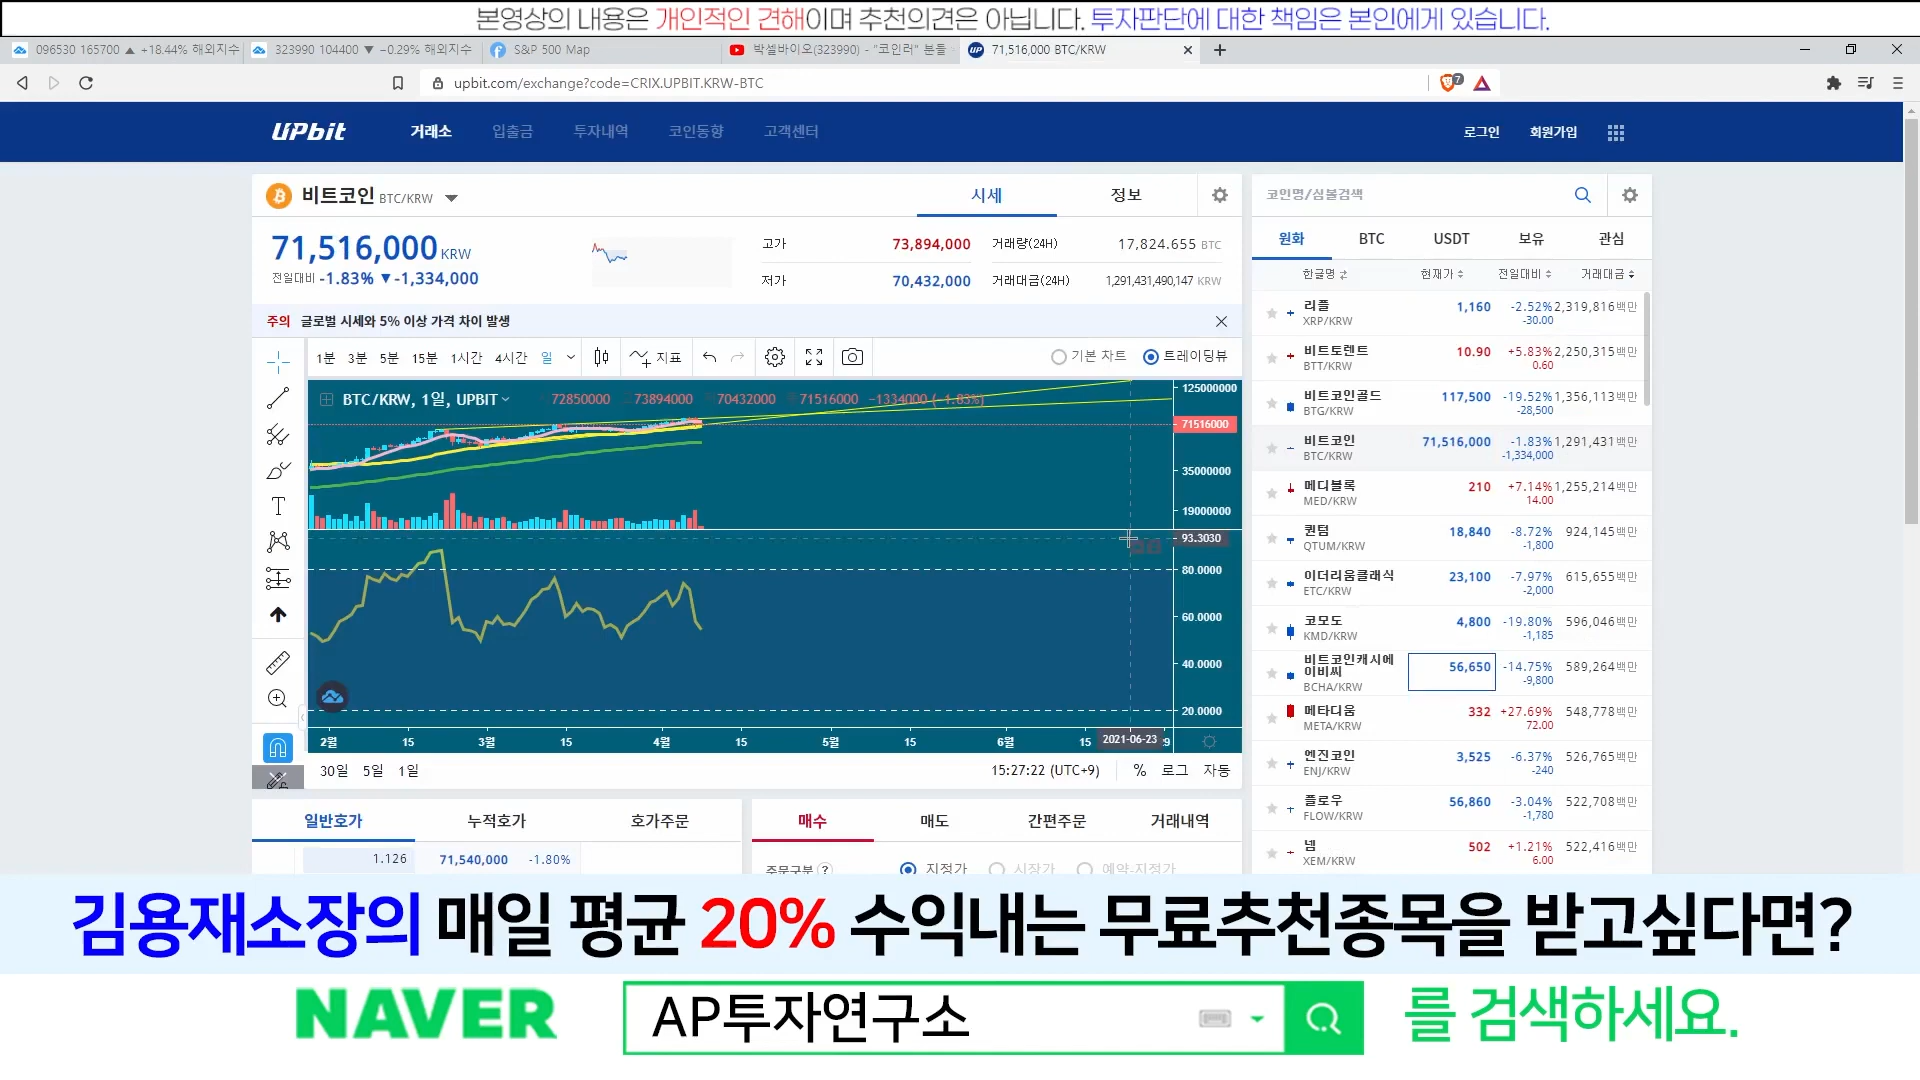 본영상의 내용은 개인적인 견해이며 추천의견은 아닙니다. 투자판단에 대한 책임은 본인에게 있습니다.
096530 165700 ▲ +18.44% 해외지수
323990 104400 ▼ −0.29% 해외지수
S&P 500 Map
박셀바이오(323990) - "코인러" 분들
71,516,000 BTC/KRW
upbit.com/exchange?code=CRIX.UPBIT.KRW-BTC
7
UPbit
거래소
입출금
투자내역
코인동향
고객센터
로그인
회원가입
비트코인 BTC/KRW
시세
정보
71,516,000 KRW
전일대비 -1.83% ▼-1,334,000
고가 73,894,000
거래량(24H) 17,824.655 BTC
저가 70,432,000
거래대금(24H) 1,291,431,490,147 KRW
주의 글로벌 시세와 5% 이상 가격 차이 발생
1분 3분 5분 15분 1시간 4시간 일
지표
기본 차트
트레이딩뷰
BTC/KRW, 1일, UPBIT
72850000 73894000 70432000 71516000 −1334000 (−1.83%)
125000000
71516000
35000000
19000000
93.3030
80.0000
60.0000
40.0000
20.0000
2월 15 3월 15 4월 15 5월 15 6월 15 2021-06-23
30일 5일 1일
15:27:22 (UTC+9)
% 로그 자동
일반호가
누적호가
호가주문
1.126 71,540,000 -1.80%
매수
매도
간편주문
거래내역
주문구분 ?
지정가
시장가
예약-지정가
코인명/심볼검색
원화 BTC USDT 보유 관심
한글명 현재가 전일대비 거래대금
리플 1,160 -2.52% 2,319,816백만
XRP/KRW -30.00
비트토렌트 10.90 +5.83% 2,250,315백만
BTT/KRW 0.60
비트코인골드 117,500 -19.52% 1,356,113백만
BTG/KRW -28,500
비트코인 71,516,000 -1.83% 1,291,431백만
BTC/KRW -1,334,000
메디블록 210 +7.14% 1,255,214백만
MED/KRW 14.00
퀀텀 18,840 -8.72% 924,145백만
QTUM/KRW -1,800
이더리움클래식 23,100 -7.97% 615,655백만
ETC/KRW -2,000
코모도 4,800 -19.80% 596,046백만
KMD/KRW -1,185
비트코인캐시에이비씨 56,650 -14.75% 589,264백만
BCHA/KRW -9,800
메타디움 332 +27.69% 548,778백만
META/KRW 72.00
엔진코인 3,525 -6.37% 526,765백만
ENJ/KRW -240
플로우 56,860 -3.04% 522,708백만
FLOW/KRW -1,780
넴 502 +1.21% 522,416백만
XEM/KRW 6.00
김용재소장의 매일 평균 20% 수익내는 무료추천종목을 받고싶다면?
NAVER AP투자연구소 를 검색하세요.